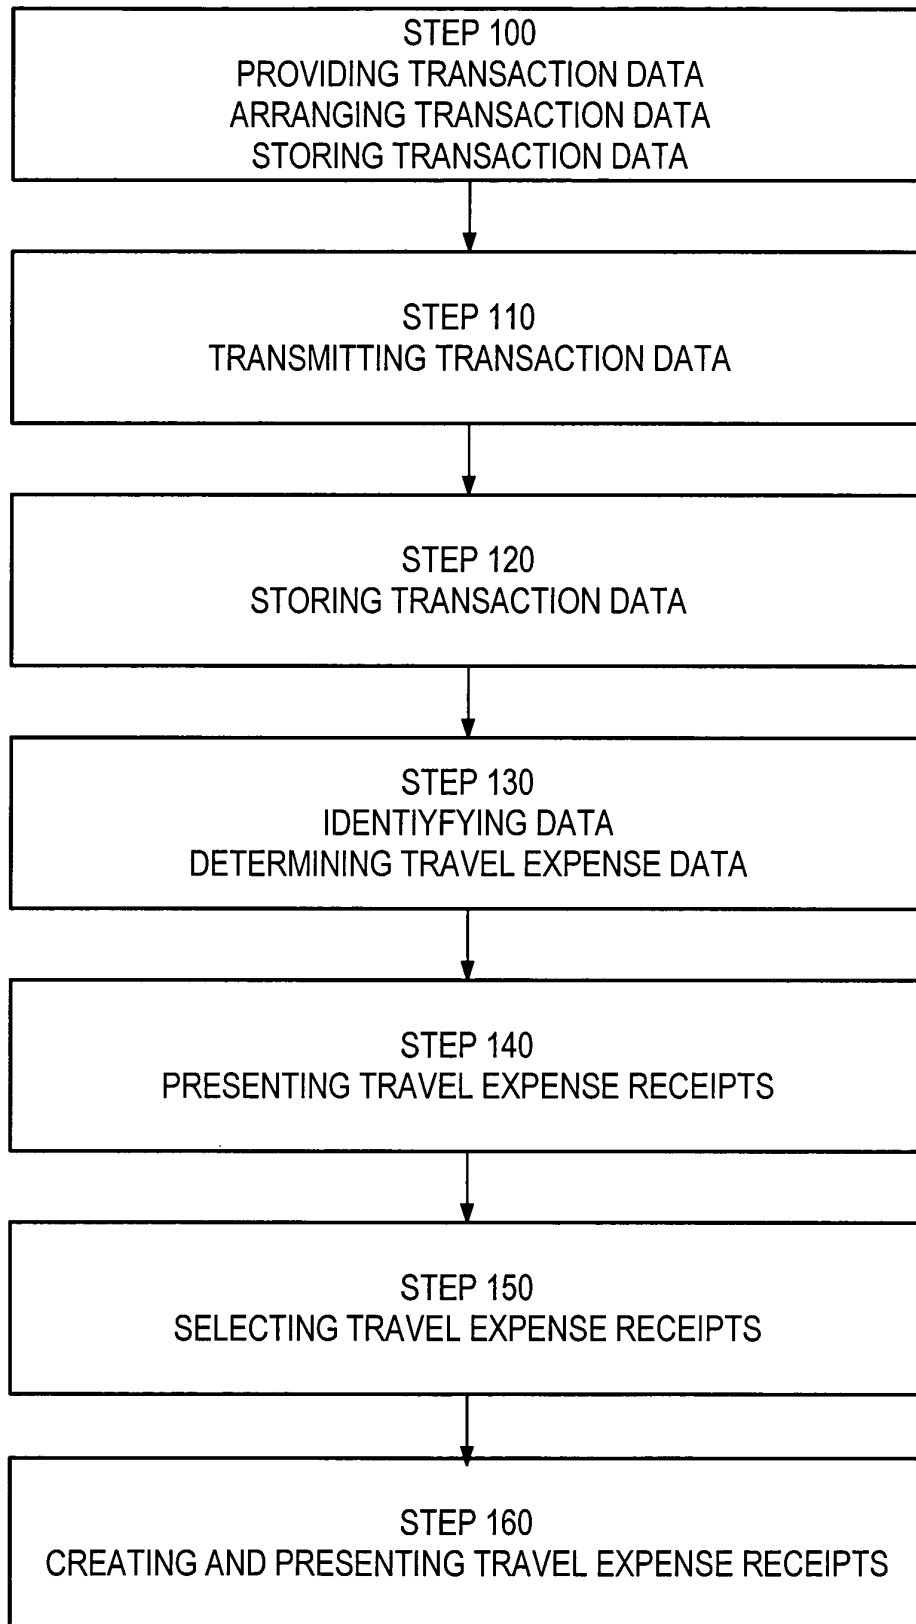 STEP 100
PROVIDING TRANSACTION DATA
ARRANGING TRANSACTION DATA
STORING TRANSACTION DATA
STEP 110
TRANSMITTING TRANSACTION DATA
STEP 120
STORING TRANSACTION DATA
STEP 130
IDENTIYFYING DATA
DETERMINING TRAVEL EXPENSE DATA
STEP 140
PRESENTING TRAVEL EXPENSE RECEIPTS
STEP 150
SELECTING TRAVEL EXPENSE RECEIPTS
STEP 160
CREATING AND PRESENTING TRAVEL EXPENSE RECEIPTS